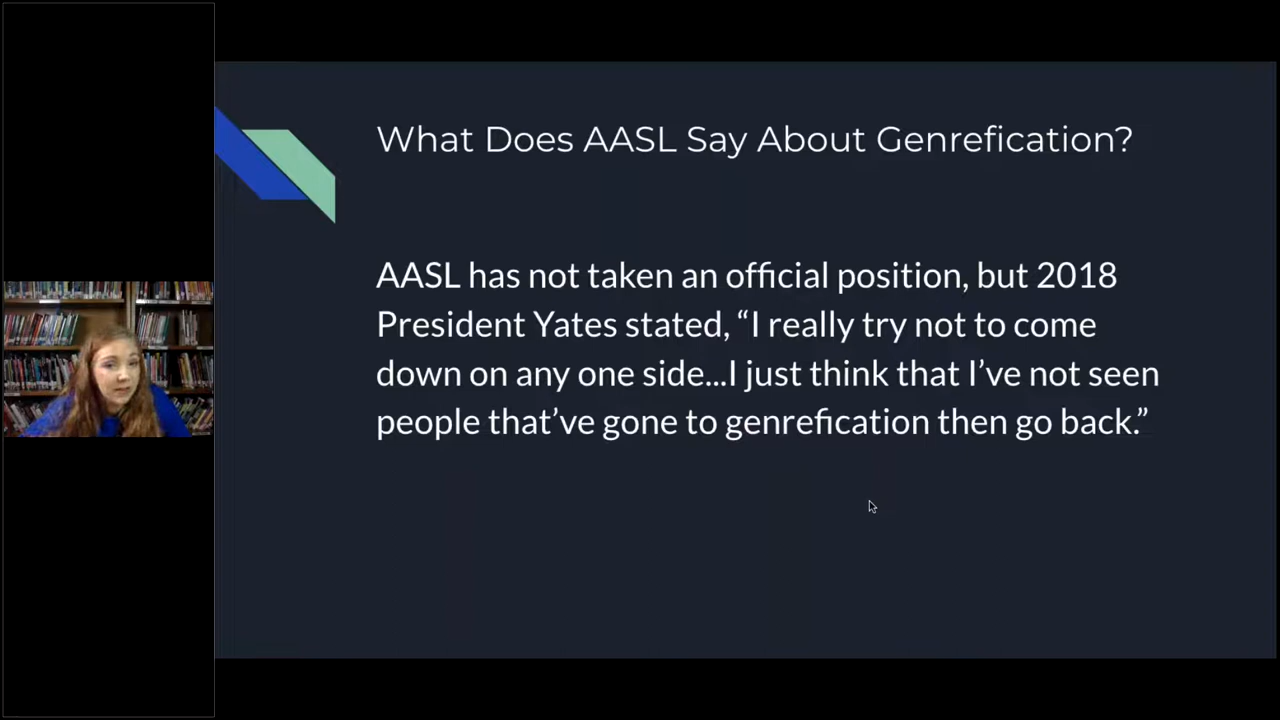 What Does AASL Say About Genrefication?
AASL has not taken an official position, but 2018
President Yates stated, “I really try not to come
down on any one side...I just think that I’ve not seen
people that’ve gone to genrefication then go back.”